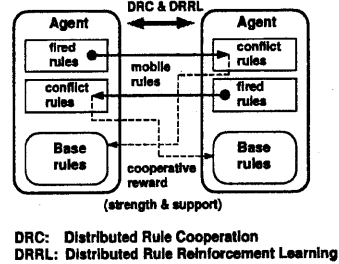 DRC & DRRL
Agent
Agent
fired
rules
conflict
rules
mobile
rules
conflict
rules
fired
rules
Base
rules
Base
rules
cooperative
reward
(strength & support)
DRC: Distributed Rule Cooperation
DRRL: Distributed Rule Reinforcement Learning